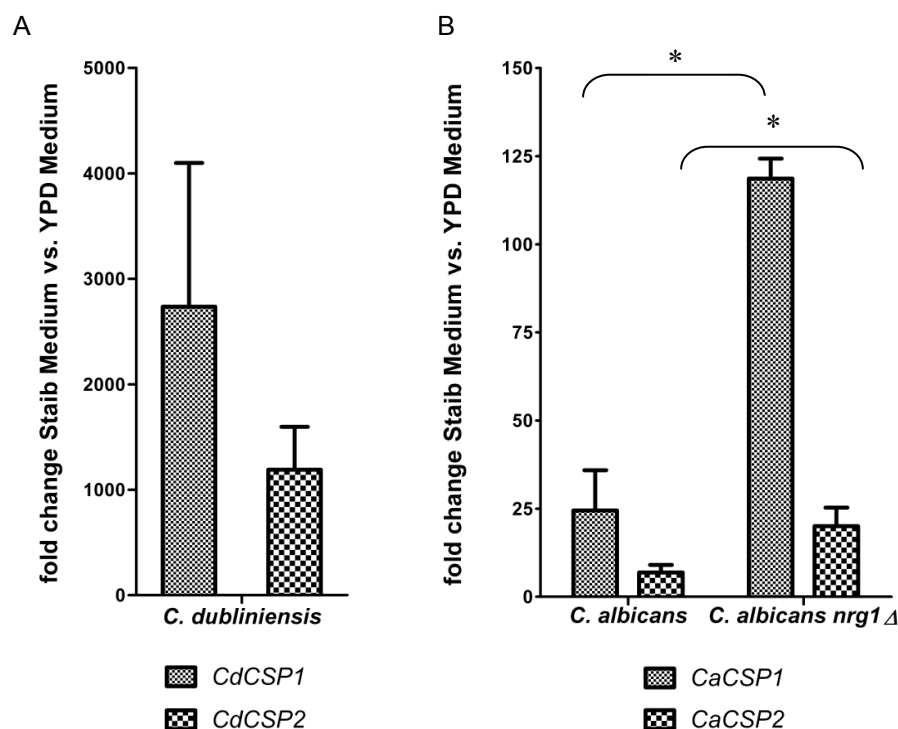 A
fold change Staib Medium vs. YPD Medium
5000
4000
3000
2000
1000
0
C. dubliniensis
CdCSP1
CdCSP2
B
fold change Staib Medium vs. YPD Medium
150
125
100
75
50
25
0
*
*
C. albicans
C. albicans nrg1Δ
CaCSP1
CaCSP2